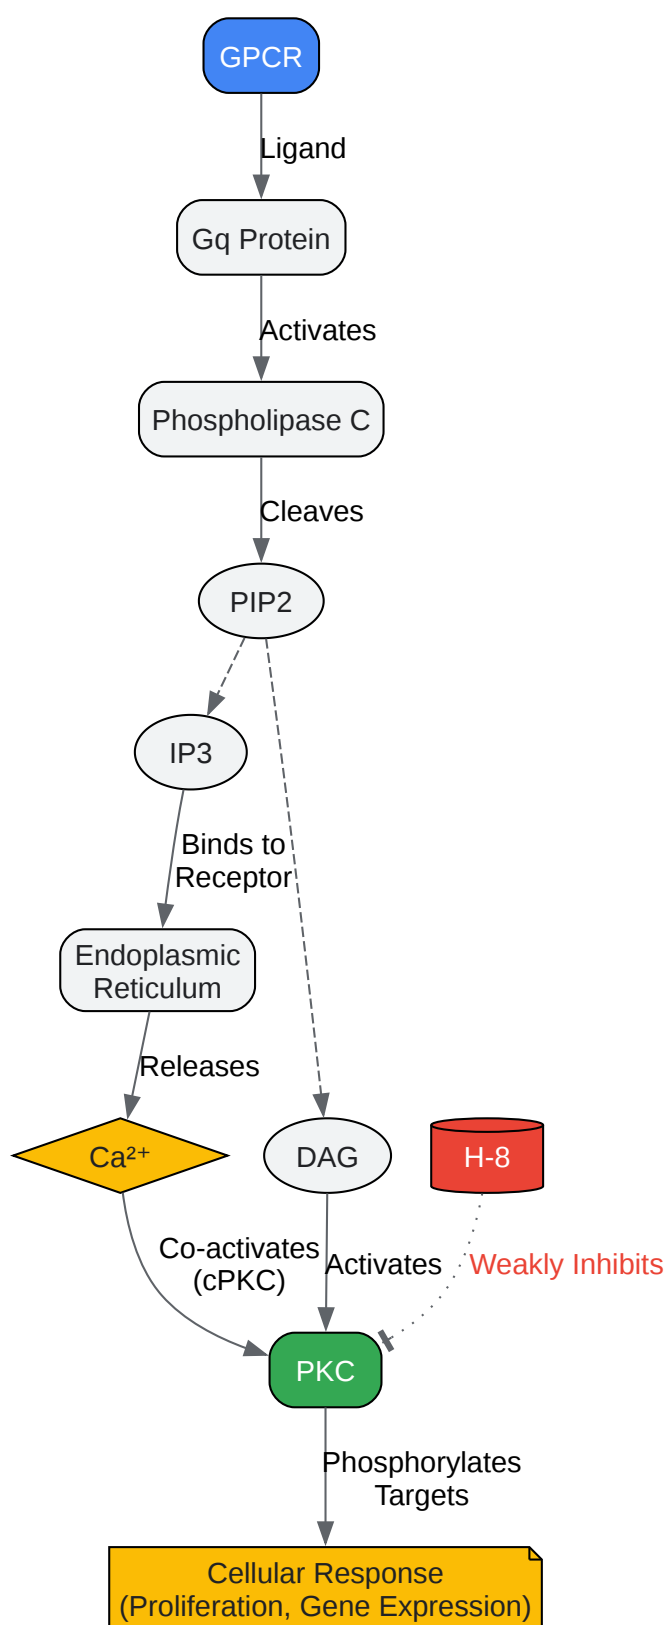 GPCR
Ligand
Gq Protein
Activates
Phospholipase C
Cleaves
PIP2
IP3
Binds to
Receptor
Endoplasmic
Reticulum
Releases
Ca²⁺
DAG
H-8
Co-activates
(cPKC)
Activates
Weakly Inhibits
PKC
Phosphorylates
Targets
Cellular Response
(Proliferation, Gene Expression)